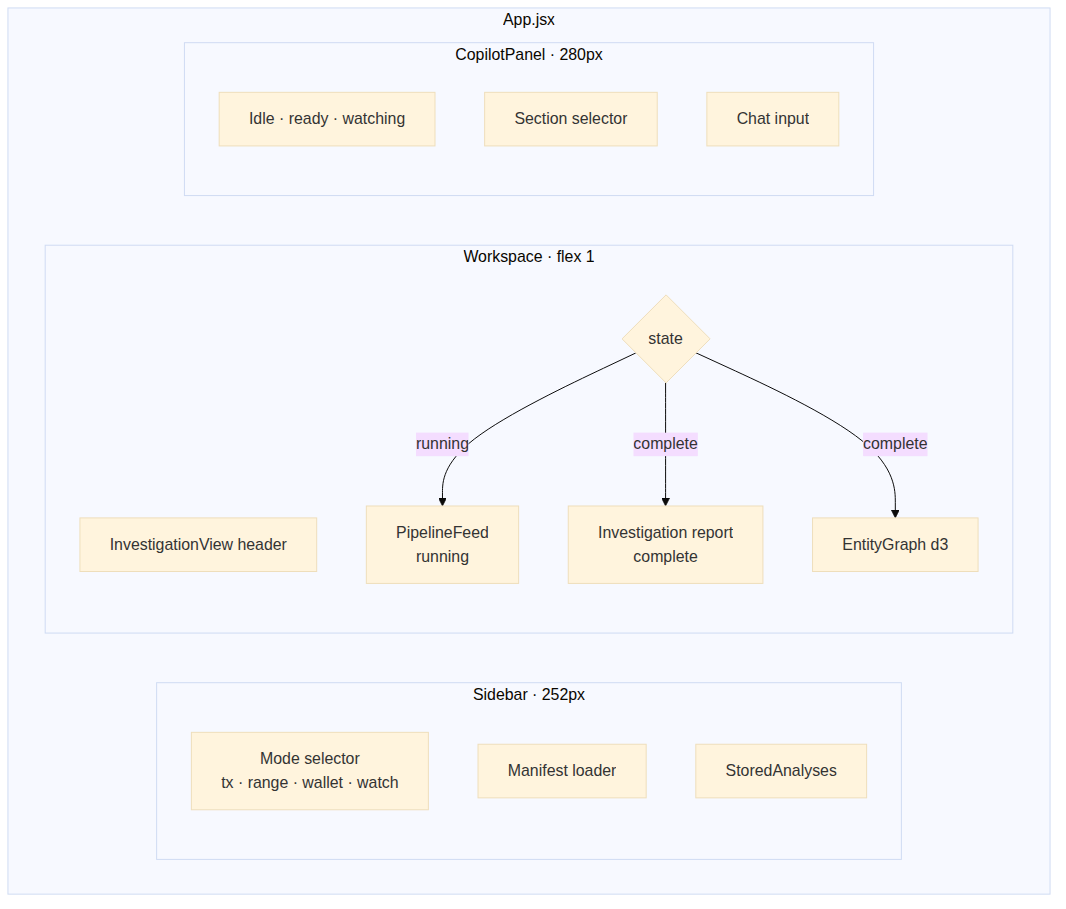 App.jsx
CopilotPanel · 280px
Idle · ready · watching
Section selector
Chat input
Workspace · flex 1
state
running
complete
complete
InvestigationView header
PipelineFeed
running
Investigation report
complete
EntityGraph d3
Sidebar · 252px
Mode selector
tx · range · wallet · watch
Manifest loader
StoredAnalyses